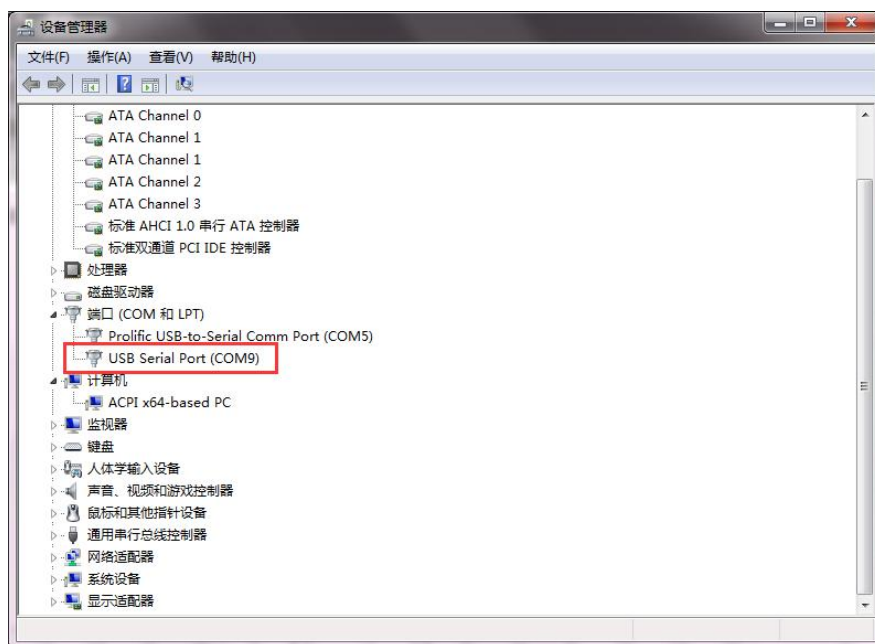 设备管理器
文件(F) 操作(A) 查看(V) 帮助(H)
ATA Channel 0
ATA Channel 1
ATA Channel 1
ATA Channel 2
ATA Channel 3
标准 AHCI 1.0 串行 ATA 控制器
标准双通道 PCI IDE 控制器
处理器
磁盘驱动器
端口 (COM 和 LPT)
Prolific USB-to-Serial Comm Port (COM5)
USB Serial Port (COM9)
计算机
ACPI x64-based PC
监视器
键盘
人体学输入设备
声音、视频和游戏控制器
鼠标和其他指针设备
通用串行总线控制器
网络适配器
系统设备
显示适配器